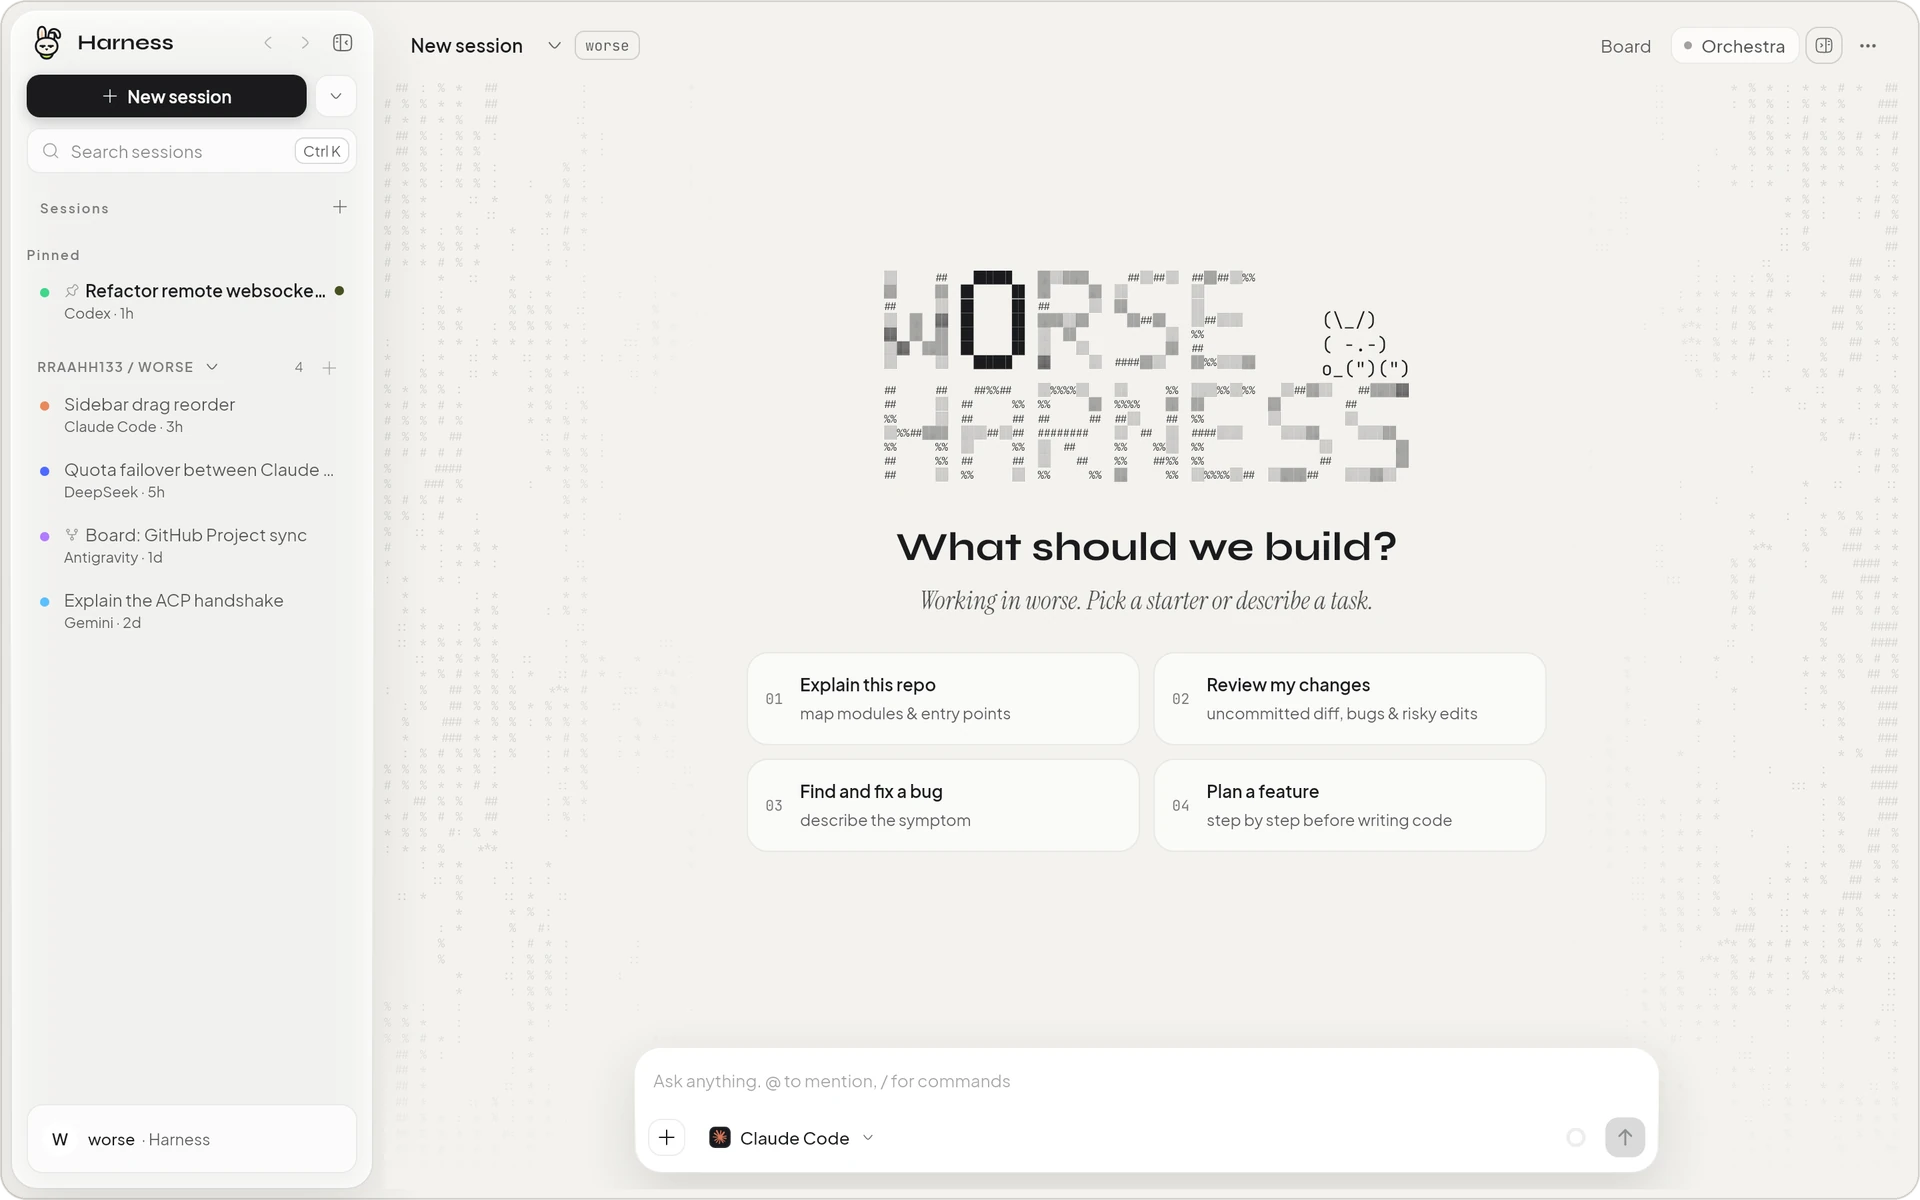 Harness
New session
Search sessions
Ctrl K
Sessions
Pinned
Refactor remote websocke...
Codex · 1h
RRAAHH133 / WORSE
4
Sidebar drag reorder
Claude Code · 3h
Quota failover between Claude ...
DeepSeek · 5h
Board: GitHub Project sync
Antigravity · 1d
Explain the ACP handshake
Gemini · 2d
W worse · Harness
New session
worse
Board
Orchestra
WORSE
HARNESS
(\_/)
( -.-)
o_(")(")
What should we build?
Working in worse. Pick a starter or describe a task.
01
Explain this repo
map modules & entry points
02
Review my changes
uncommitted diff, bugs & risky edits
03
Find and fix a bug
describe the symptom
04
Plan a feature
step by step before writing code
Ask anything. @ to mention, / for commands
Claude Code